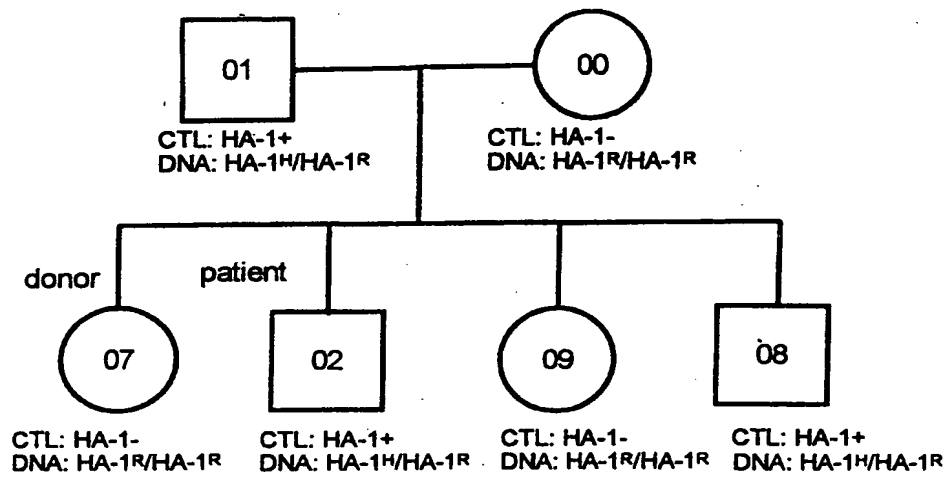 01
00
CTL: HA-1+
DNA: HA-1ᴴ/HA-1ᴿ
CTL: HA-1-
DNA: HA-1ᴿ/HA-1ᴿ
donor
patient
07
02
09
08
CTL: HA-1-
DNA: HA-1ᴿ/HA-1ᴿ
CTL: HA-1+
DNA: HA-1ᴴ/HA-1ᴿ
CTL: HA-1-
DNA: HA-1ᴿ/HA-1ᴿ
CTL: HA-1+
DNA: HA-1ᴴ/HA-1ᴿ